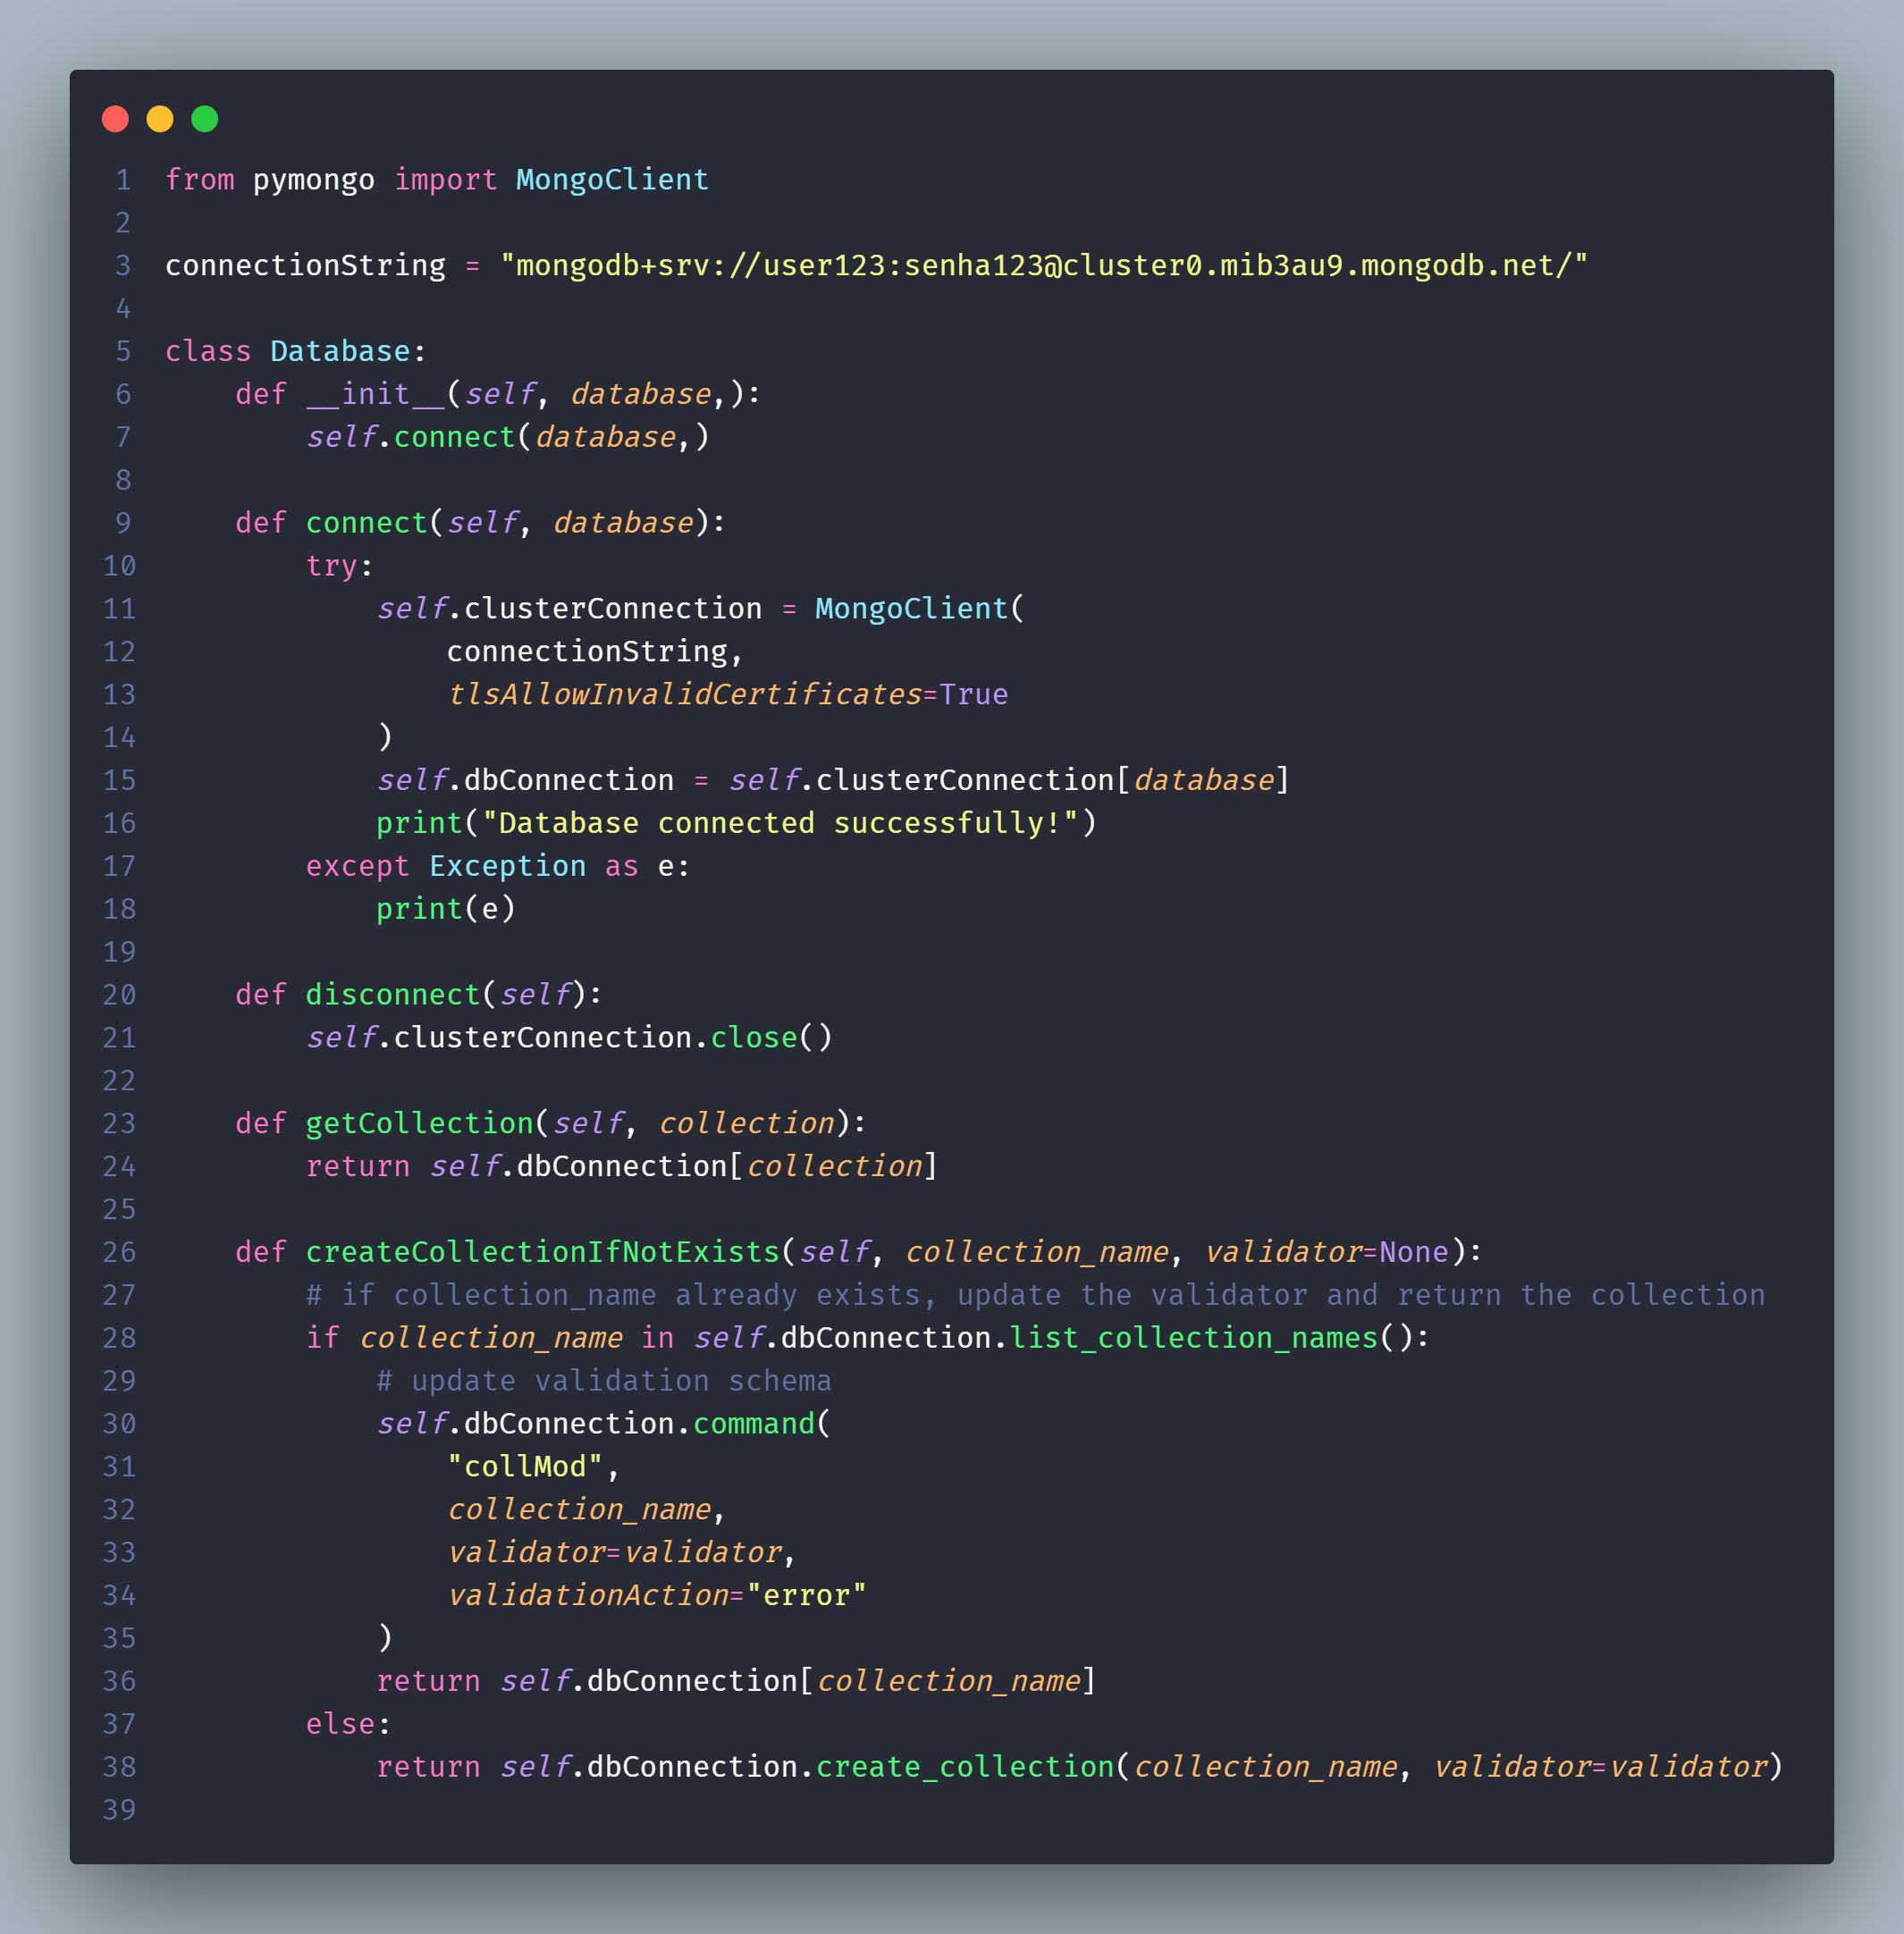 1 from pymongo import MongoClient
2
3 connectionString = "mongodb+srv://user123:senha123@cluster0.mib3au9.mongodb.net/"
4
5 class Database:
6     def __init__(self, database,):
7         self.connect(database,)
8
9     def connect(self, database):
10         try:
11             self.clusterConnection = MongoClient(
12                 connectionString,
13                 tlsAllowInvalidCertificates=True
14             )
15             self.dbConnection = self.clusterConnection[database]
16             print("Database connected successfully!")
17         except Exception as e:
18             print(e)
19
20     def disconnect(self):
21         self.clusterConnection.close()
22
23     def getCollection(self, collection):
24         return self.dbConnection[collection]
25
26     def createCollectionIfNotExists(self, collection_name, validator=None):
27         # if collection_name already exists, update the validator and return the collection
28         if collection_name in self.dbConnection.list_collection_names():
29             # update validation schema
30             self.dbConnection.command(
31                 "collMod",
32                 collection_name,
33                 validator=validator,
34                 validationAction="error"
35             )
36             return self.dbConnection[collection_name]
37         else:
38             return self.dbConnection.create_collection(collection_name, validator=validator)
39